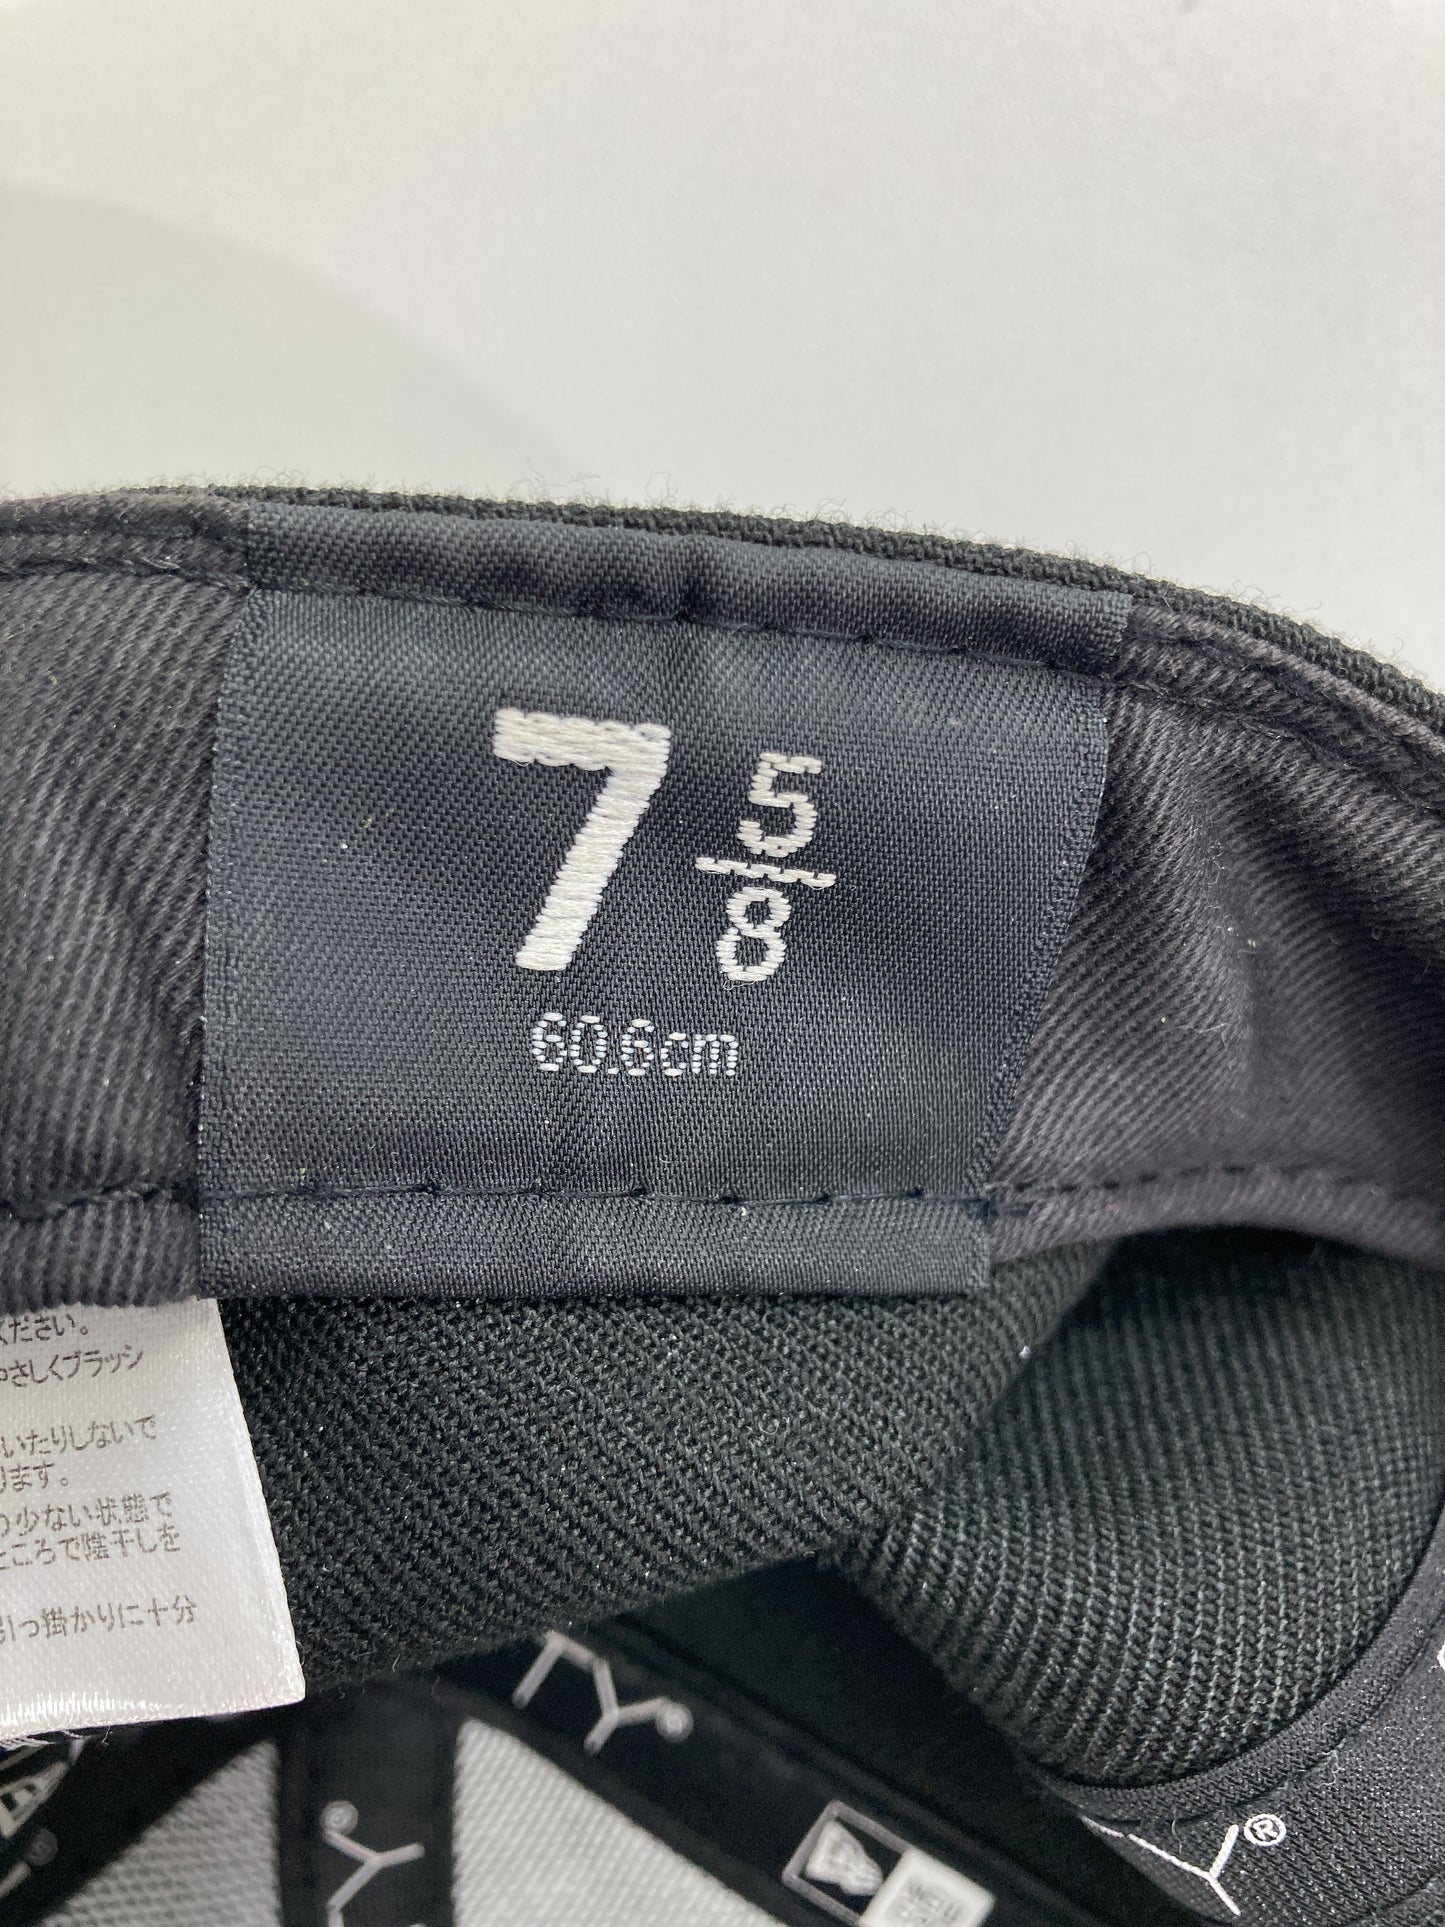 7 5/8
60.6cm
ください。
やさしくブラッシ
いたりしないで
ります。
の少ない状態で
ところで陰干しを
引っ掛かりに十分
TY®
Y®
Y®